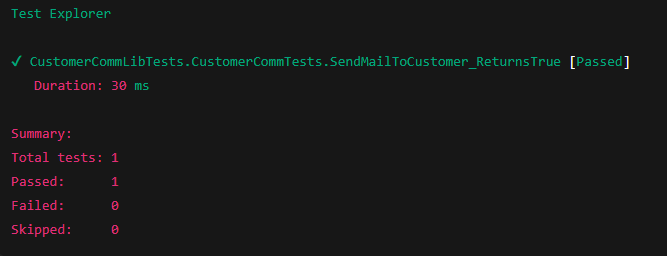 Test Explorer
✓ CustomerCommLibTests.CustomerCommTests.SendMailToCustomer_ReturnsTrue [Passed]
Duration: 30 ms
Summary:
Total tests: 1
Passed: 1
Failed: 0
Skipped: 0